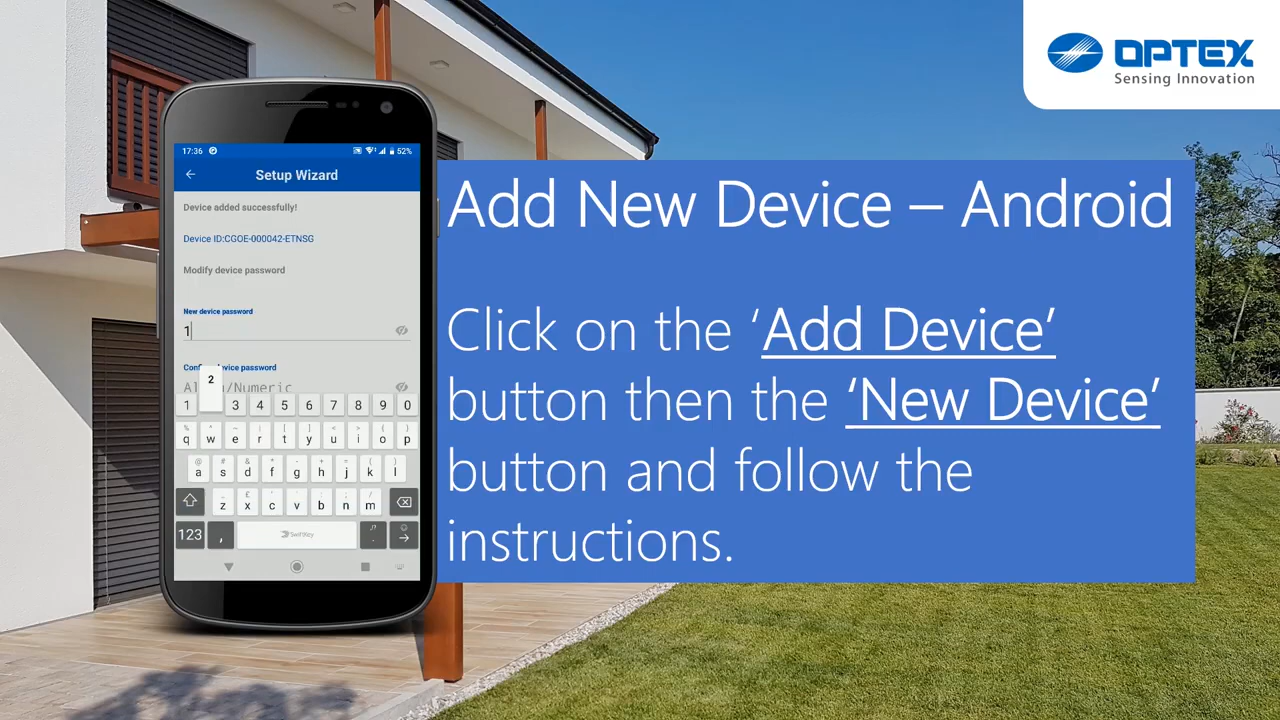 OPTEX
Sensing Innovation
17:36
52%
Setup Wizard
Device added successfully!
Device ID:CGOE-000042-ETNSG
Modify device password
New device password
1
2
1 3 4 5 6 7 8 9 0
q w e r t y u i o p
a s d f g h j k l
z x c v b n m
123 , SwiftKey
Add New Device – Android
Click on the ‘Add Device’
button then the ‘New Device’
button and follow the
instructions.